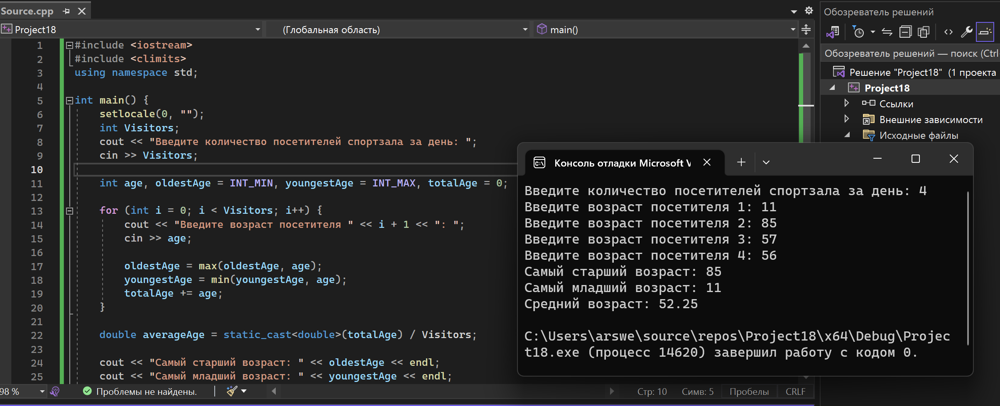 Source.cpp
Project18
(Глобальная область)
main()
1 #include <iostream>
2 #include <climits>
3 using namespace std;
4
5 int main() {
6 setlocale(0, "");
7 int Visitors;
8 cout << "Введите количество посетителей спортзала за день: ";
9 cin >> Visitors;
10
11 int age, oldestAge = INT_MIN, youngestAge = INT_MAX, totalAge = 0;
12
13 for (int i = 0; i < Visitors; i++) {
14 cout << "Введите возраст посетителя " << i + 1 << ": ";
15 cin >> age;
16
17 oldestAge = max(oldestAge, age);
18 youngestAge = min(youngestAge, age);
19 totalAge += age;
20 }
21
22 double averageAge = static_cast<double>(totalAge) / Visitors;
23
24 cout << "Самый старший возраст: " << oldestAge << endl;
25 cout << "Самый младший возраст: " << youngestAge << endl;
98 %
Проблемы не найдены.
Стр: 10
Симв: 5
Пробелы
CRLF
Обозреватель решений
Обозреватель решений — поиск (Ctrl
Решение "Project18" (1 проекта
Project18
Ссылки
Внешние зависимости
Исходные файлы
Консоль отладки Microsoft V
Введите количество посетителей спортзала за день: 4
Введите возраст посетителя 1: 11
Введите возраст посетителя 2: 85
Введите возраст посетителя 3: 57
Введите возраст посетителя 4: 56
Самый старший возраст: 85
Самый младший возраст: 11
Средний возраст: 52.25
C:\Users\arswe\source\repos\Project18\x64\Debug\Projec
t18.exe (процесс 14620) завершил работу с кодом 0.